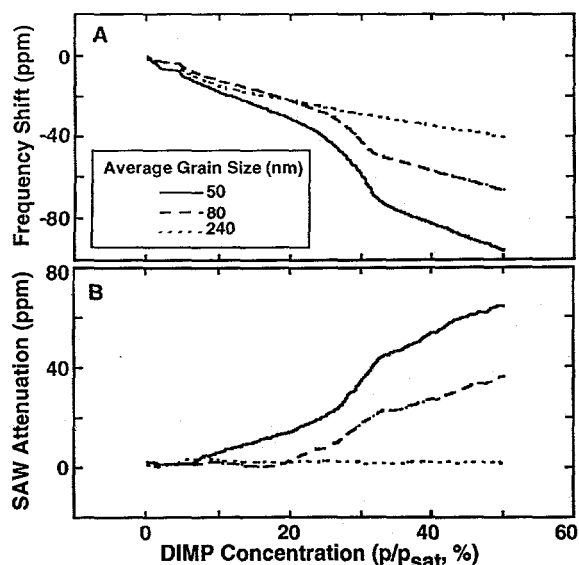 A
0
-40
-80
Frequency Shift (ppm)
Average Grain Size (nm)
50
80
240
B
80
40
0
SAW Attenuation (ppm)
0 20 40 60
DIMP Concentration (p/psat, %)